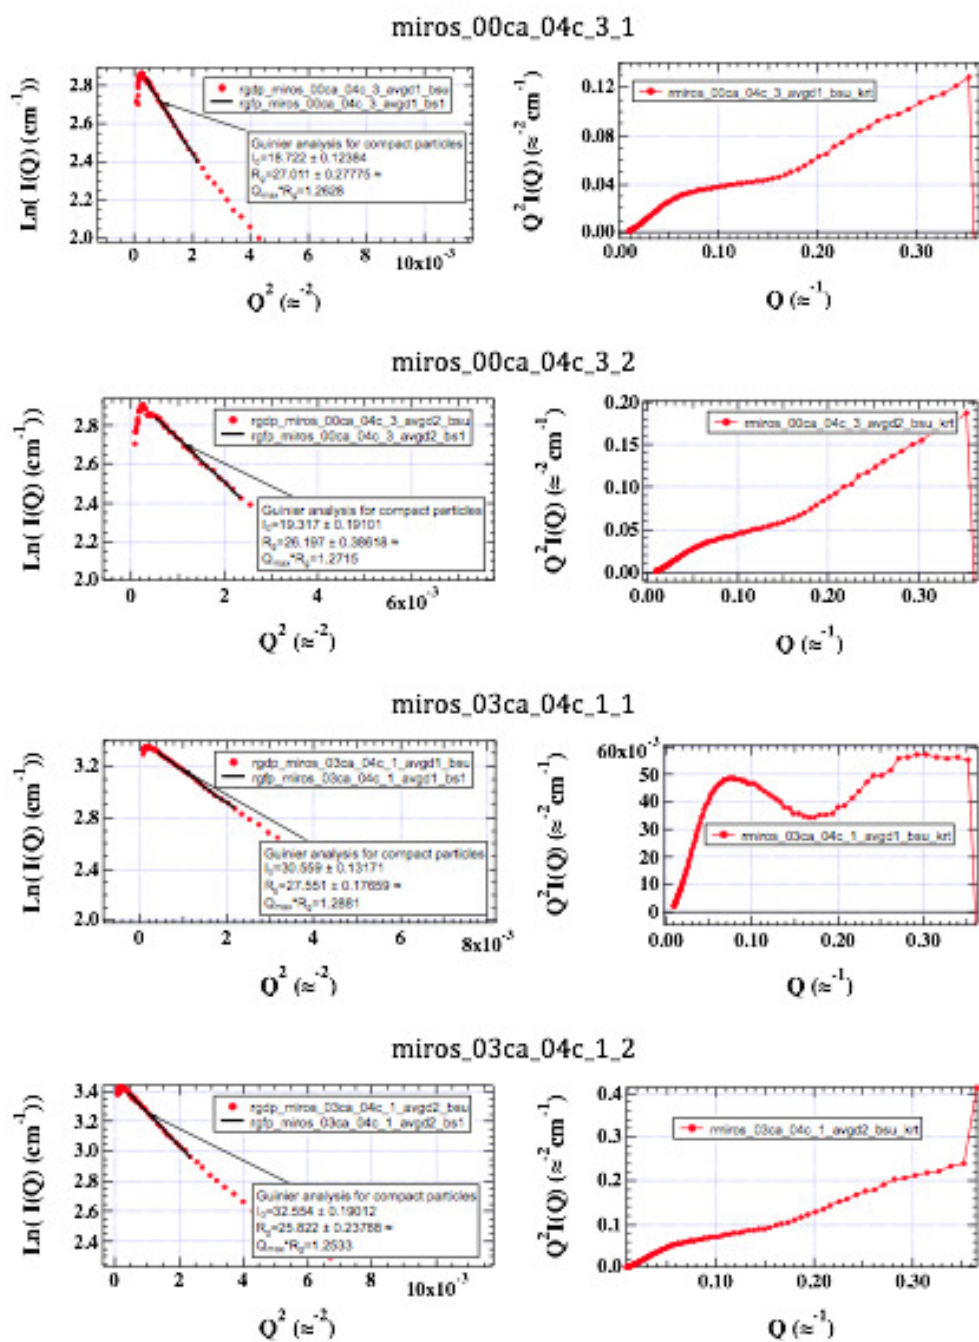 miros_00ca_04c_3_1
Ln( I(Q) (cm-1))
2.8
2.6
2.4
2.2
2.0
rgdp_miros_00ca_04c_3_avgd1_bsu
rgfp_miros_00ca_04c_3_avgd1_bs1
Guinier analysis for compact particles
I0=18.722 ± 0.12384
Rg=27.011 ± 0.27775 ≈
Qmax*Rg=1.2628
0 2 4 6 8 10x10-3
Q2 (≈-2)
Q2I(Q) (≈-2 cm-1)
0.12
0.08
0.04
0.00
rmiros_00ca_04c_3_avgd1_bsu_krt
0.00 0.10 0.20 0.30
Q (≈-1)
miros_00ca_04c_3_2
Ln( I(Q) (cm-1))
2.8
2.6
2.4
2.2
2.0
rgdp_miros_00ca_04c_3_avgd2_bsu
rgfp_miros_00ca_04c_3_avgd2_bs1
Guinier analysis for compact particles
I0=19.317 ± 0.19101
Rg=26.197 ± 0.38618 ≈
Qmax*Rg=1.2715
0 2 4 6x10-3
Q2 (≈-2)
Q2I(Q) (≈-2 cm-1)
0.20
0.15
0.10
0.05
0.00
rmiros_00ca_04c_3_avgd2_bsu_krt
0.00 0.10 0.20 0.30
Q (≈-1)
miros_03ca_04c_1_1
Ln( I(Q) (cm-1))
3.2
2.8
2.4
2.0
rgdp_miros_03ca_04c_1_avgd1_bsu
rgfp_miros_03ca_04c_1_avgd1_bs1
Guinier analysis for compact particles
I0=30.559 ± 0.13171
Rg=27.551 ± 0.17659 ≈
Qmax*Rg=1.2881
0 2 4 6 8x10-3
Q2 (≈-2)
Q2I(Q) (≈-2 cm-1)
60x10-3
50
40
30
20
10
0
rmiros_03ca_04c_1_avgd1_bsu_krt
0.00 0.10 0.20 0.30
Q (≈-1)
miros_03ca_04c_1_2
Ln( I(Q) (cm-1))
3.4
3.2
3.0
2.8
2.6
2.4
rgdp_miros_03ca_04c_1_avgd2_bsu
rgfp_miros_03ca_04c_1_avgd2_bs1
Guinier analysis for compact particles
I0=32.554 ± 0.19012
Rg=25.822 ± 0.23788 ≈
Qmax*Rg=1.2533
0 2 4 6 8 10x10-3
Q2 (≈-2)
Q2I(Q) (≈-2 cm-1)
0.4
0.3
0.2
0.1
0.0
rmiros_03ca_04c_1_avgd2_bsu_krt
0.10 0.20 0.30
Q (≈-1)